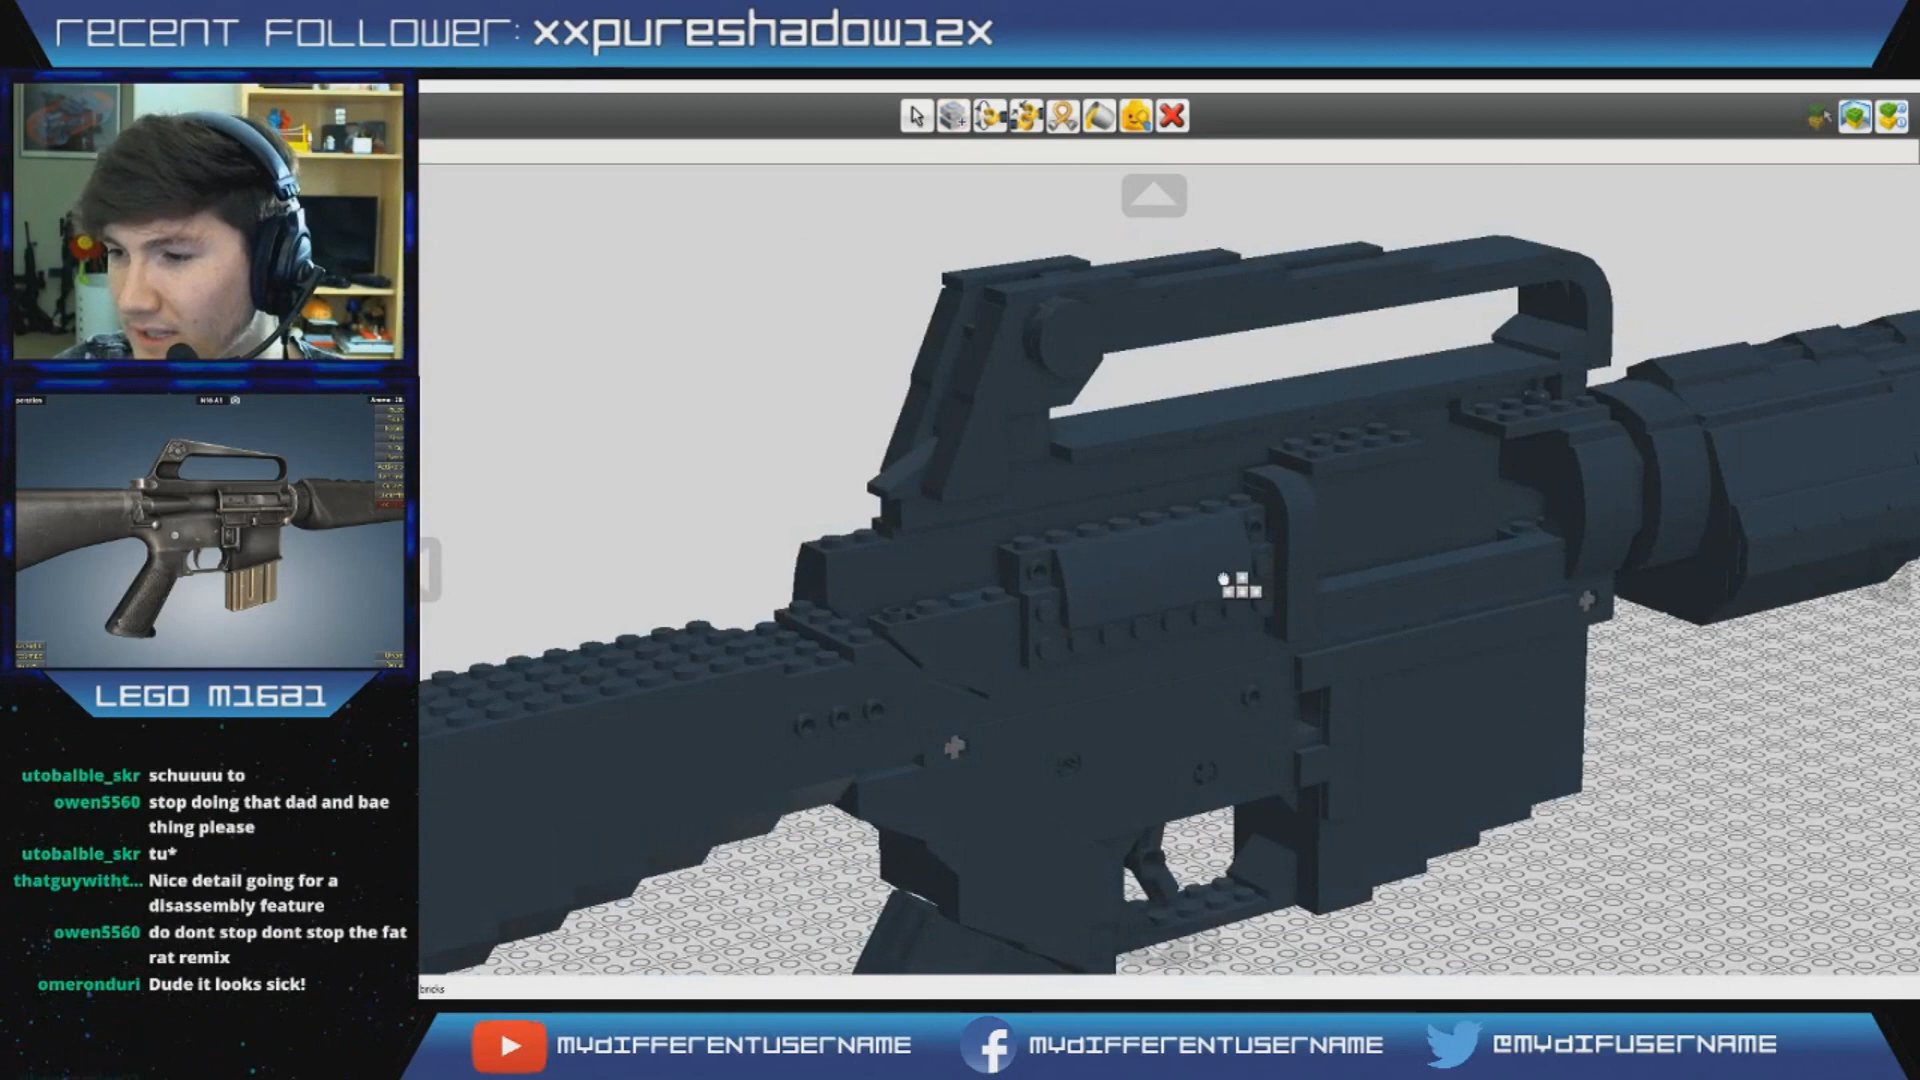 RECENT FOLLOWER: xxpureshadow12x
M16A1
LEGO M16A1
utobalble_skr schuuuu to
owen5560 stop doing that dad and bae
thing please
utobalble_skr tu*
thatguywitht... Nice detail going for a
disassembly feature
owen5560 do dont stop dont stop the fat
rat remix
omeronduri Dude it looks sick!
bricks
MYDIFFERENTUSERNAME
MYDIFFERENTUSERNAME
@MYDIFUSERNAME